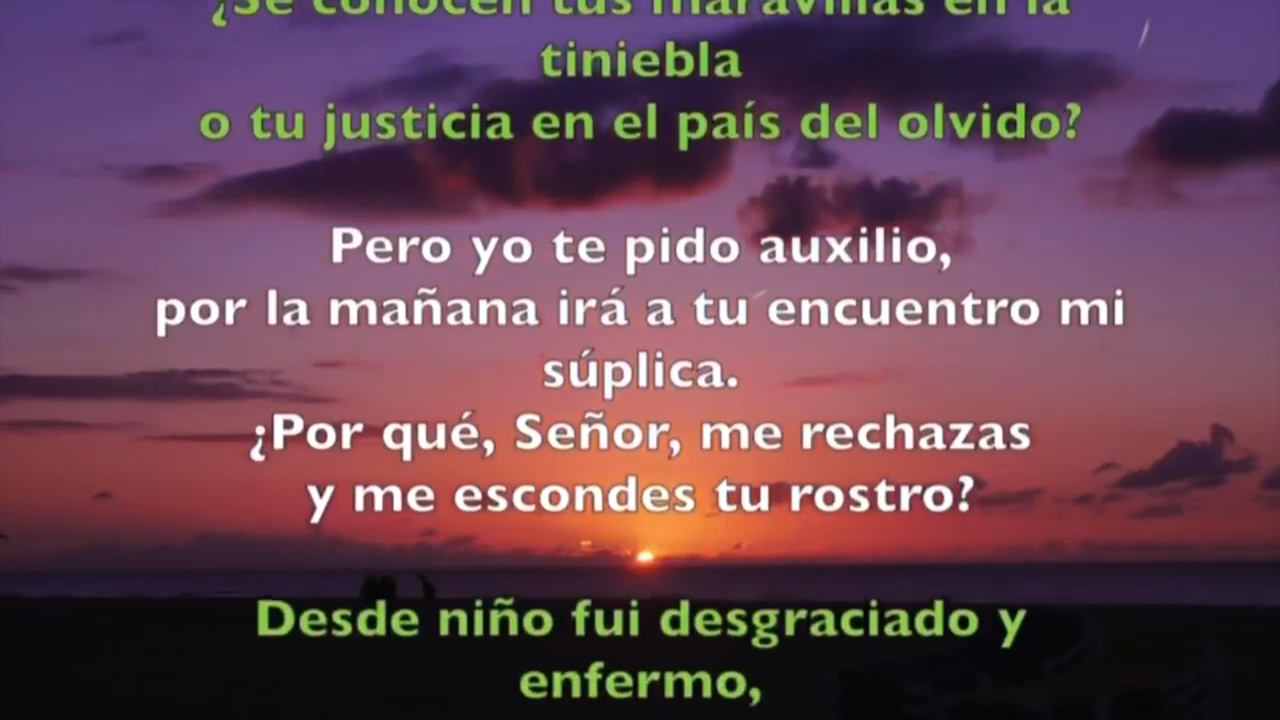 ¿Se conocen tus maravillas en la
tiniebla
o tu justicia en el país del olvido?
Pero yo te pido auxilio,
por la mañana irá a tu encuentro mi
súplica.
¿Por qué, Señor, me rechazas
y me escondes tu rostro?
Desde niño fui desgraciado y
enfermo,